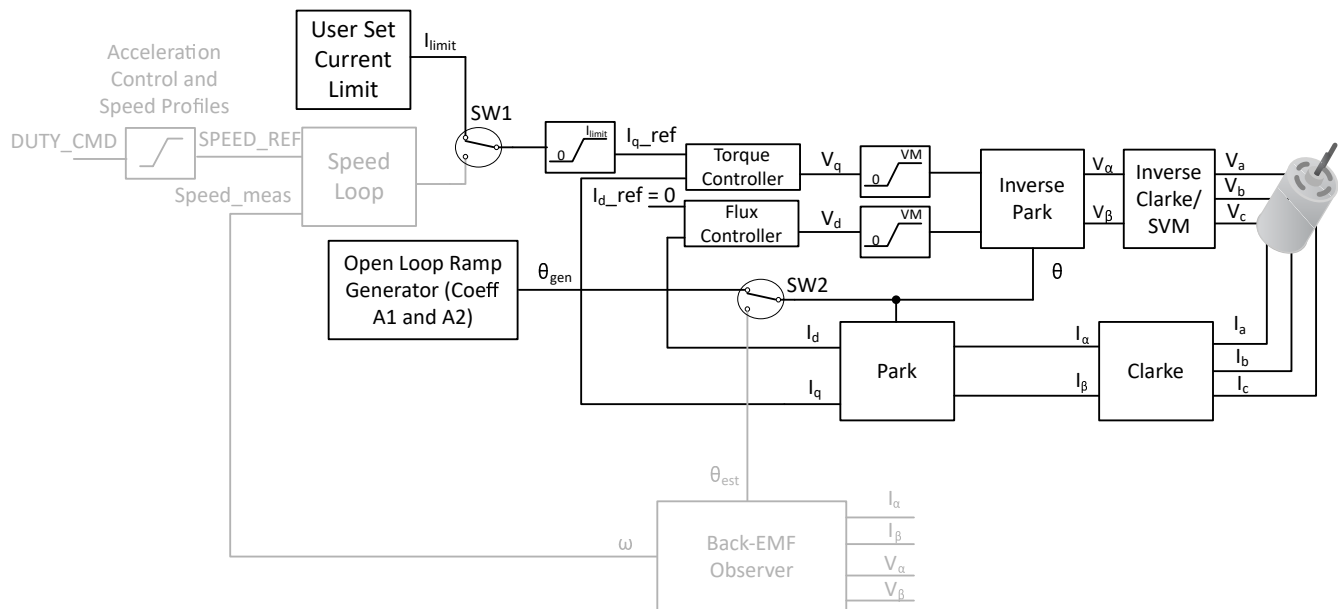 User Set
Current
Limit
I_limit
Acceleration
Control and
Speed Profiles
DUTY_CMD
SPEED_REF
Speed_meas
Speed
Loop
SW1
0
I_limit
I_q_ref
Torque
Controller
V_q
VM
0
I_d_ref = 0
Flux
Controller
V_d
VM
0
Inverse
Park
V_α
V_β
Inverse
Clarke/
SVM
V_a
V_b
V_c
Open Loop Ramp
Generator (Coeff
A1 and A2)
θ_gen
SW2
θ
I_d
I_q
Park
I_α
I_β
Clarke
I_a
I_b
I_c
θ_est
ω
Back-EMF
Observer
I_α
I_β
V_α
V_β